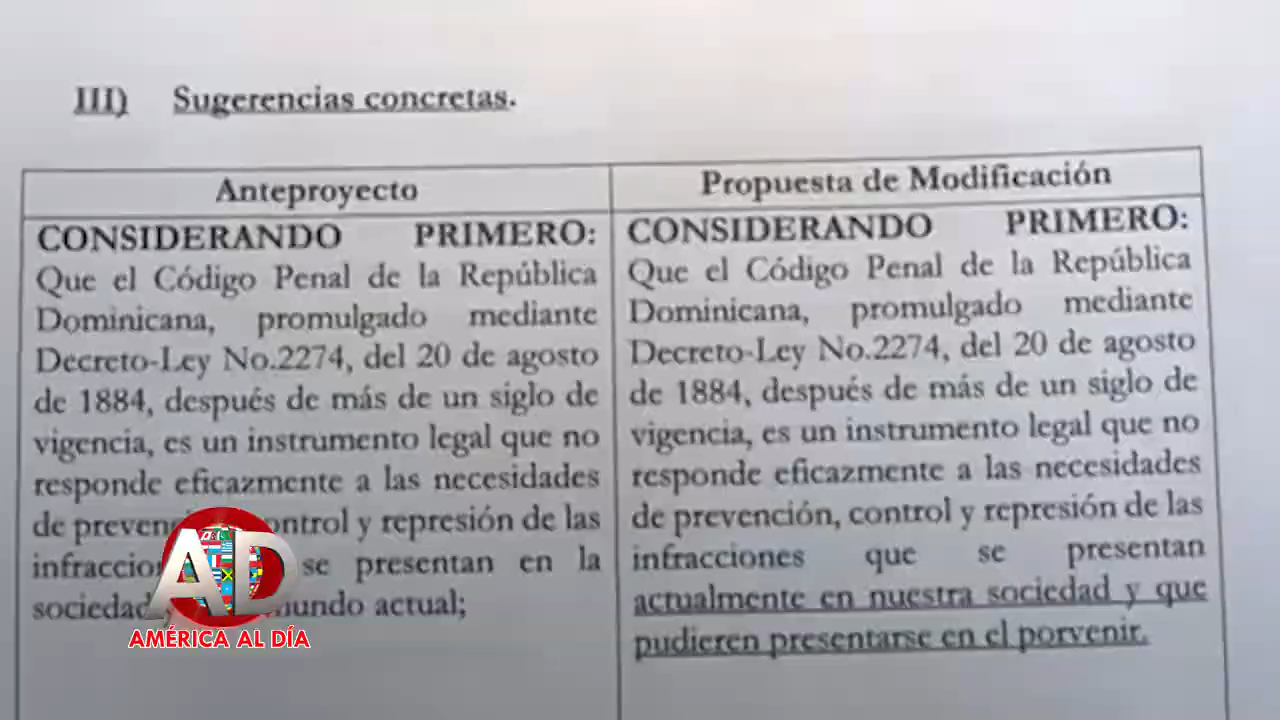 III) Sugerencias concretas.
Anteproyecto
CONSIDERANDO PRIMERO:
Que el Código Penal de la República
Dominicana, promulgado mediante
Decreto-Ley No.2274, del 20 de agosto
de 1884, después de más de un siglo de
vigencia, es un instrumento legal que no
responde eficazmente a las necesidades
de control y represión de las
se presentan en la
sociedad mundo actual;
Propuesta de Modificación
CONSIDERANDO PRIMERO:
Que el Código Penal de la República
Dominicana, promulgado mediante
Decreto-Ley No.2274, del 20 de agosto
de 1884, después de más de un siglo de
vigencia, es un instrumento legal que no
responde eficazmente a las necesidades
de prevención, control y represión de las
infracciones que se presentan
actualmente en nuestra sociedad y que
pudieren presentarse en el porvenir.
AD
AMÉRICA AL DÍA